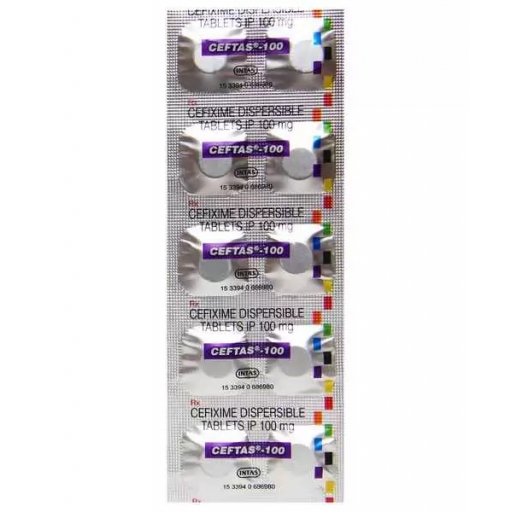 CEFIXIME DISPERSIBLE
TABLETS IP 100 mg
CEFTAS®-100
INTAS
15 3394 0 686980
Rx
CEFIXIME DISPERSIBLE
TABLETS IP 100 mg
CEFTAS®-100
INTAS
15 3394 0 686980
Rx
CEFIXIME DISPERSIBLE
TABLETS IP 100 mg
CEFTAS®-100
INTAS
15 3394 0 686980
Rx
CEFIXIME DISPERSIBLE
TABLETS IP 100 mg
CEFTAS®-100
INTAS
15 3394 0 686980
Rx
CEFIXIME DISPERSIBLE
TABLETS IP 100 mg
CEFTAS®-100
INTAS
15 3394 0 686980
Rx